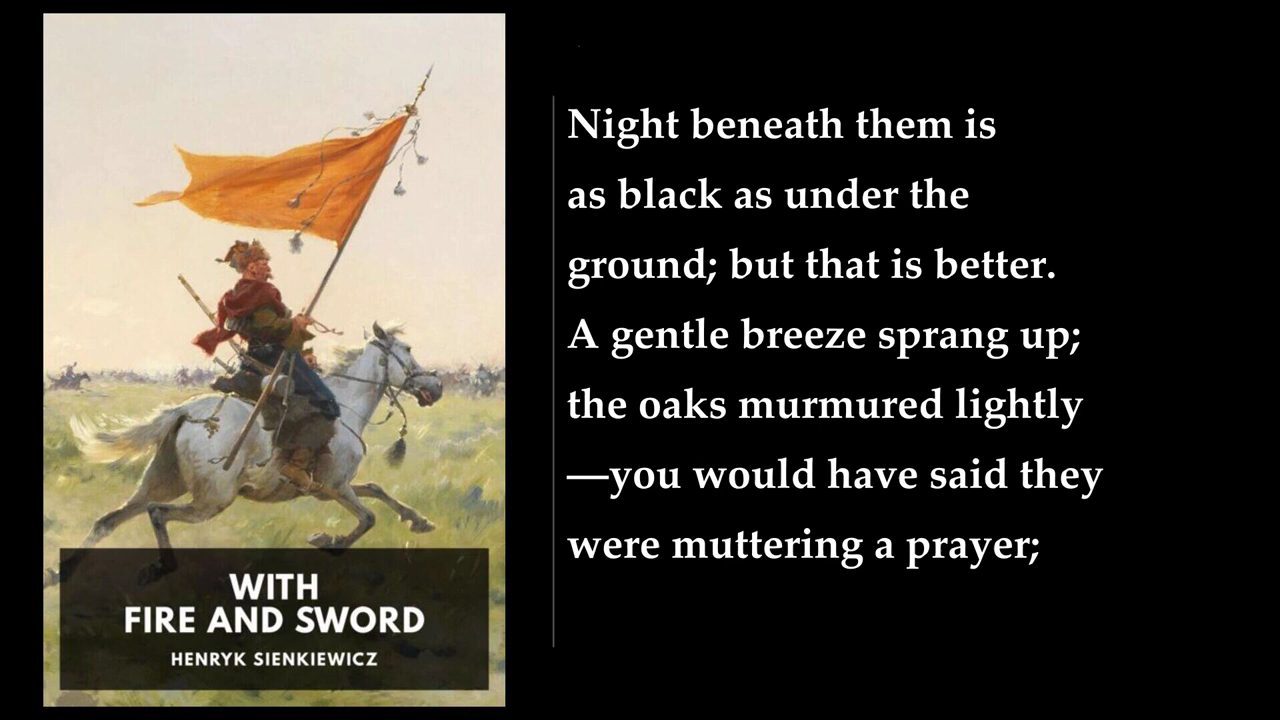 WITH
FIRE AND SWORD
HENRYK SIENKIEWICZ
Night beneath them is
as black as under the
ground; but that is better.
A gentle breeze sprang up;
the oaks murmured lightly
—you would have said they
were muttering a prayer;